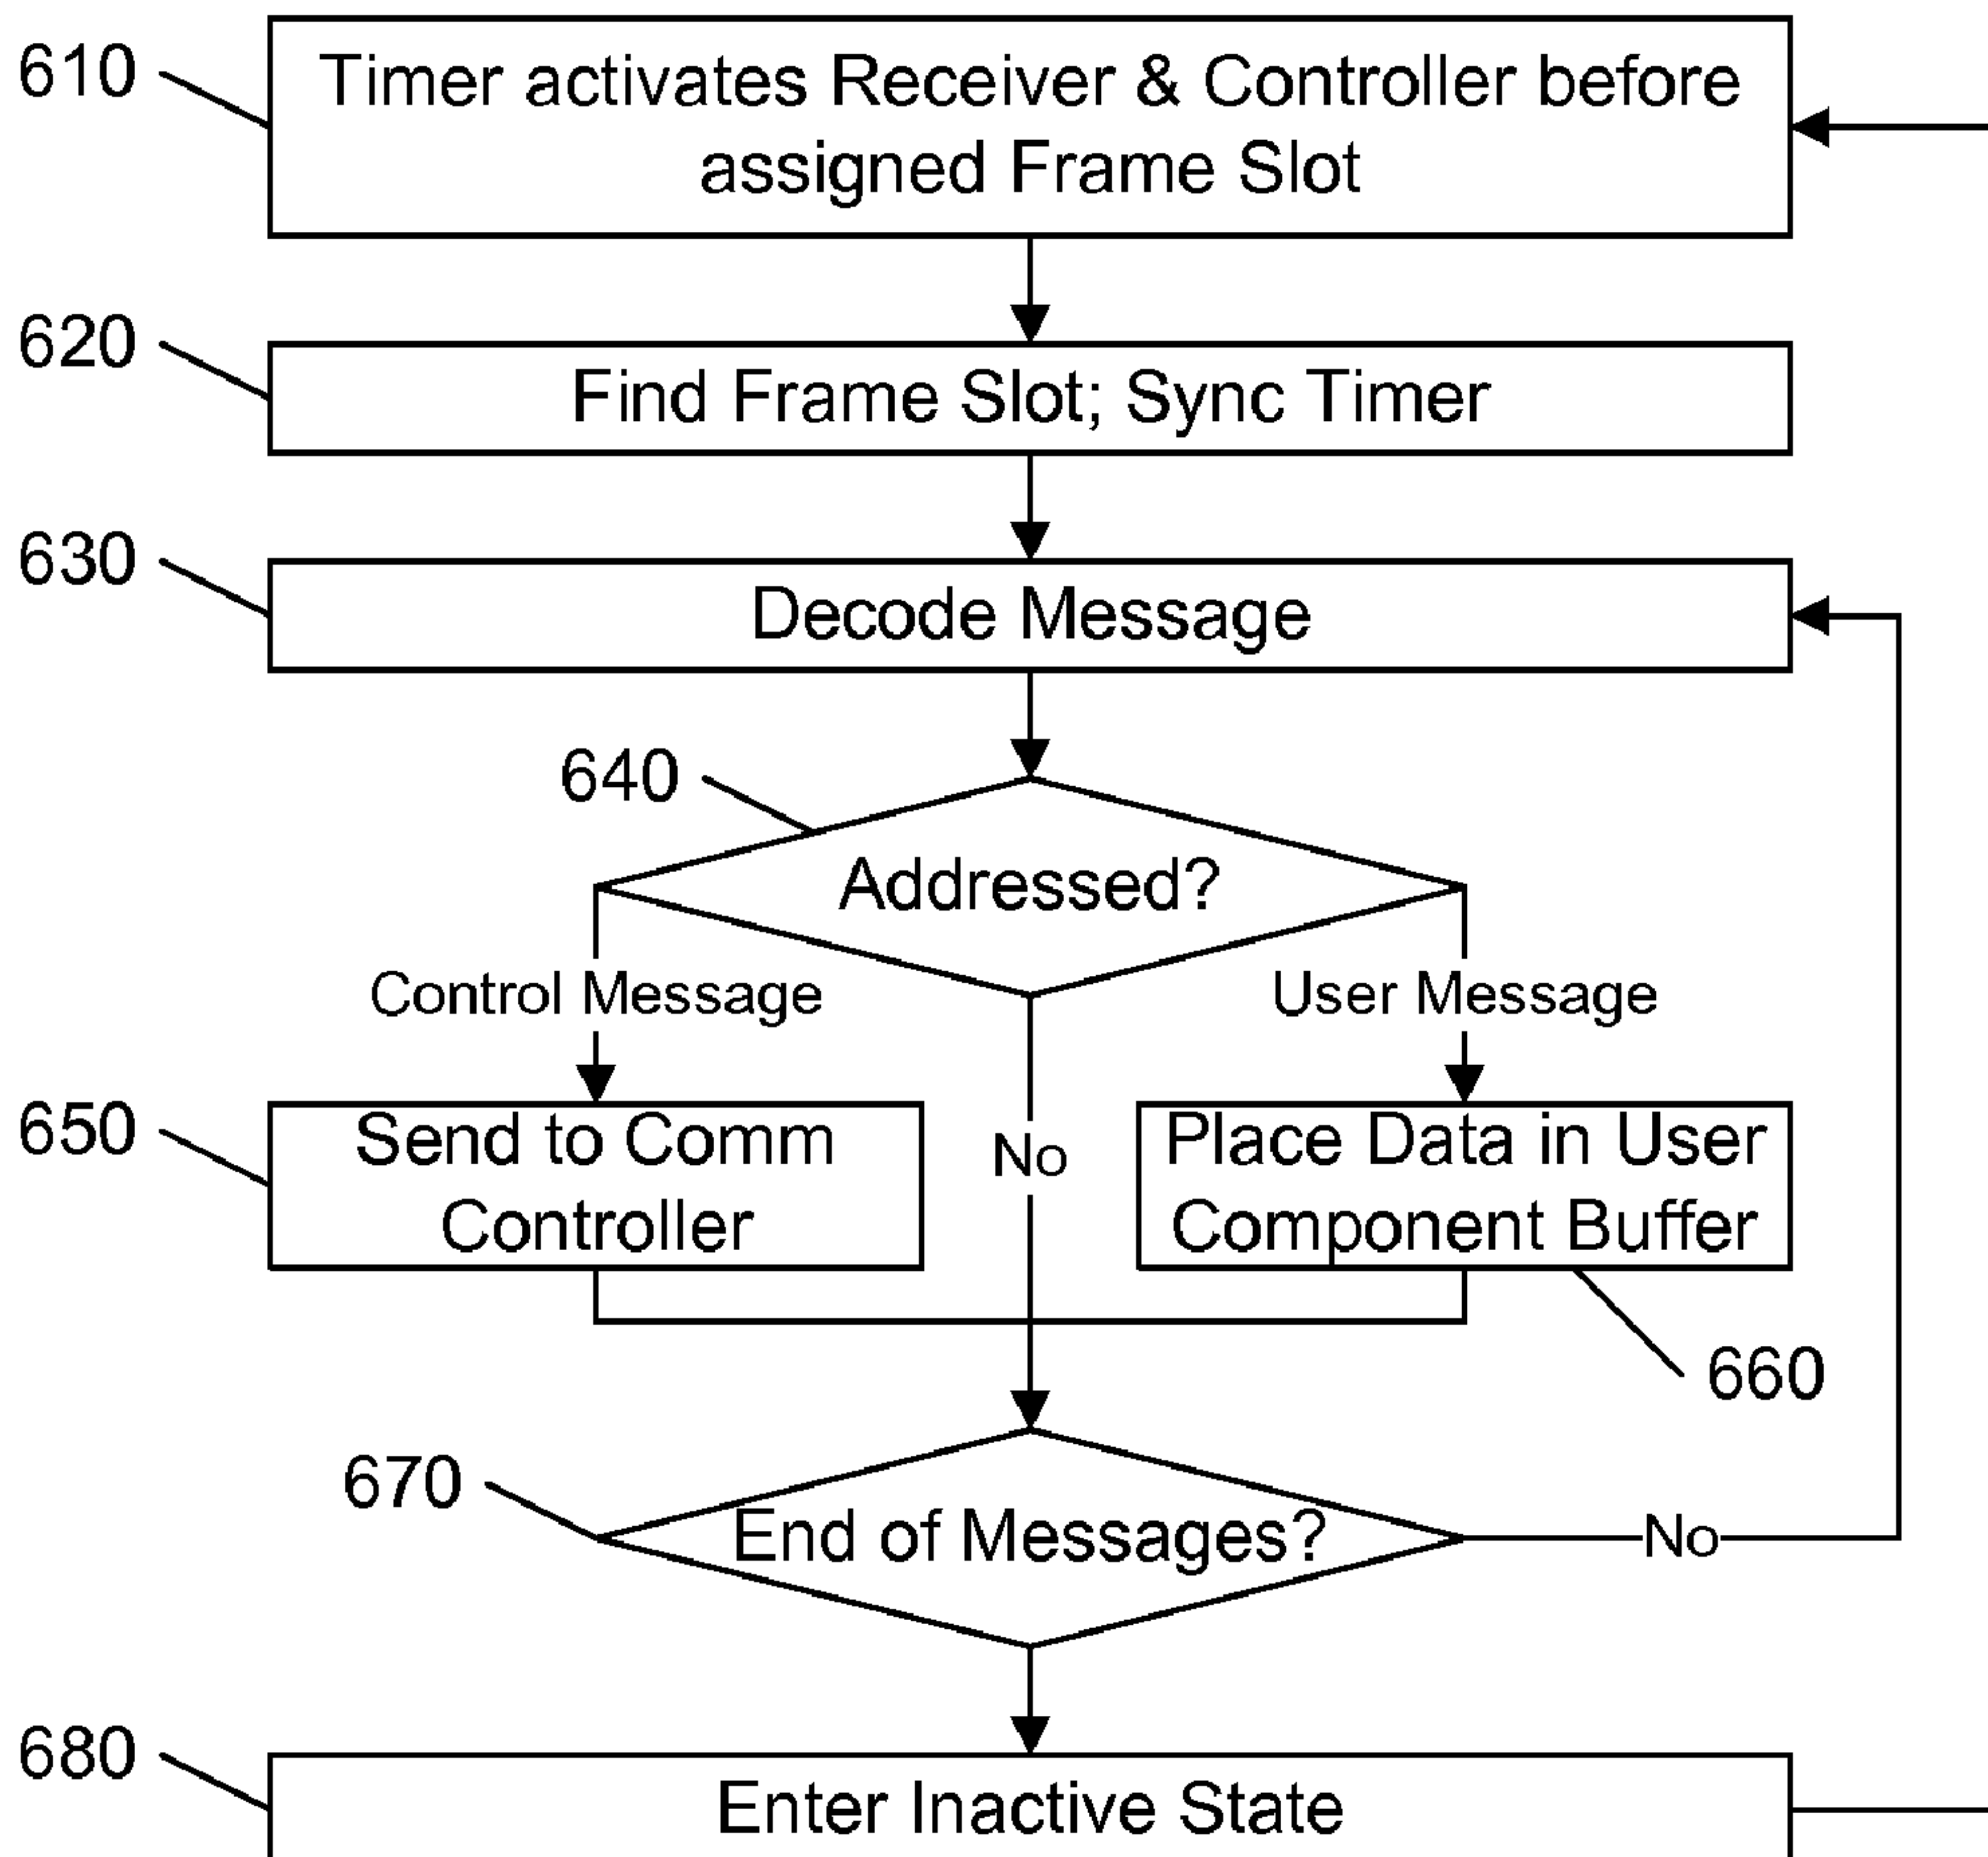 610
Timer activates Receiver & Controller before
assigned Frame Slot
620
Find Frame Slot; Sync Timer
630
Decode Message
640
Addressed?
Control Message
User Message
650
Send to Comm
Controller
No
Place Data in User
Component Buffer
660
670
End of Messages?
No
680
Enter Inactive State